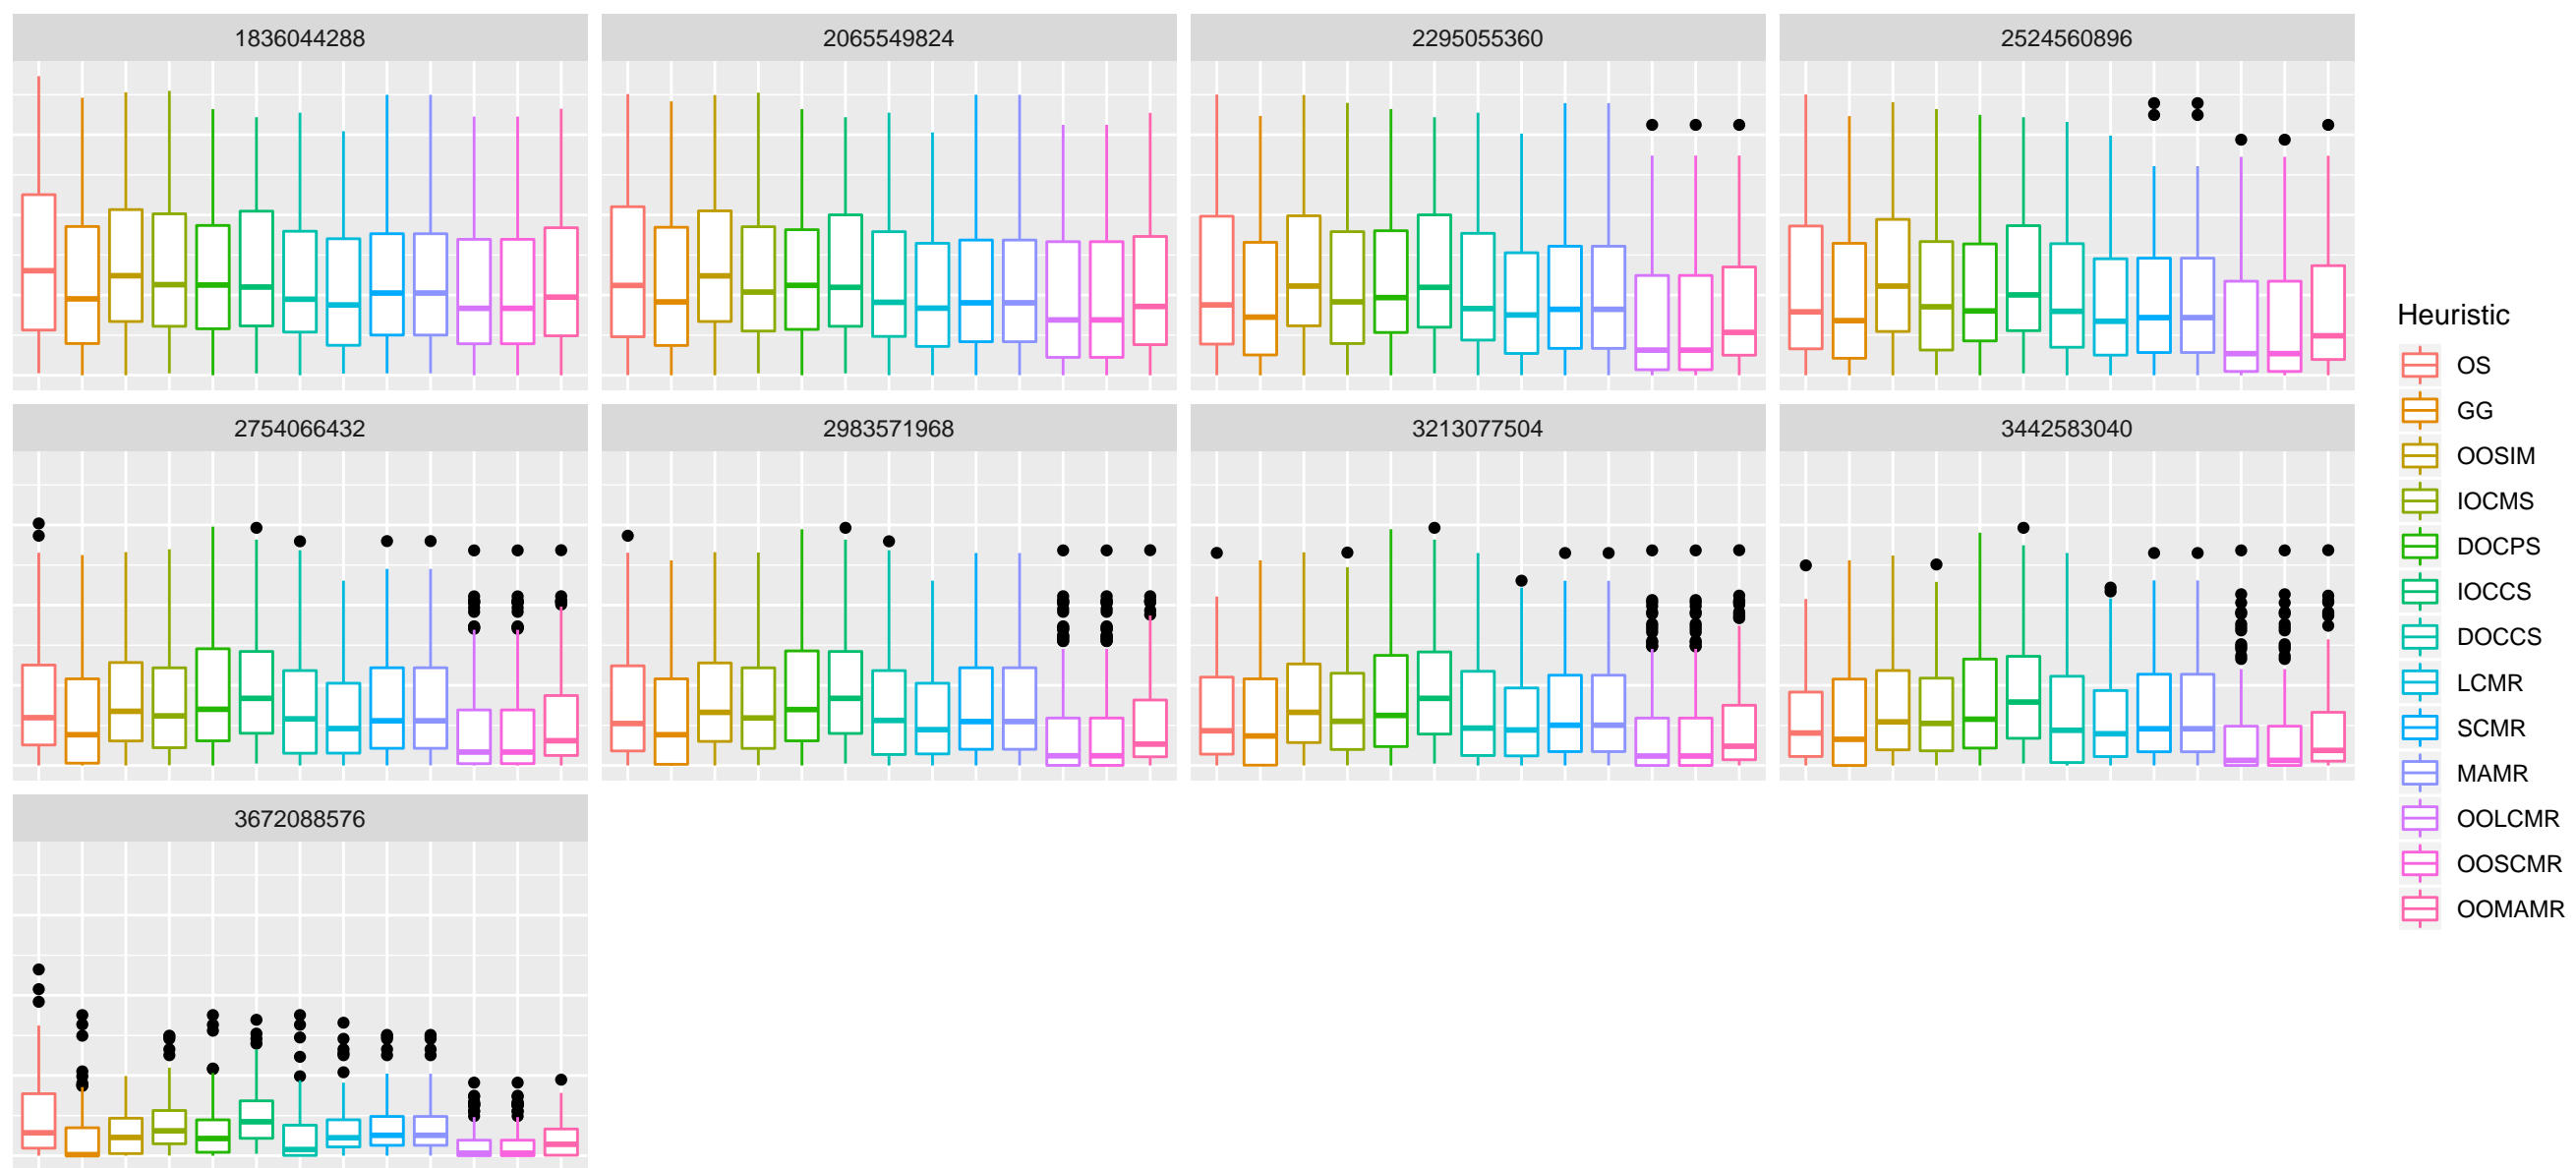 1836044288
2065549824
2295055360
2524560896
2754066432
2983571968
3213077504
3442583040
3672088576
Heuristic
OS
GG
OOSIM
IOCMS
DOCPS
IOCCS
DOCCS
LCMR
SCMR
MAMR
OOLCMR
OOSCMR
OOMAMR